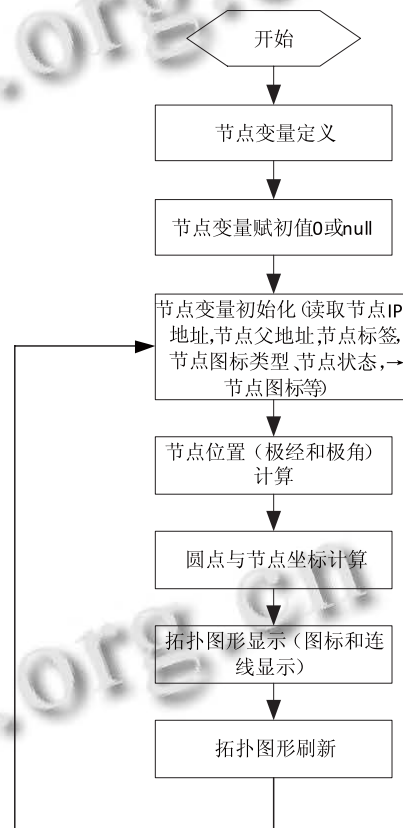 .org.c
开始
节点变量定义
节点变量赋初值0或null
节点变量初始化(读取节点IP
地址,节点父地址,节点标签,
节点图标类型、节点状态,→
节点图标等)
节点位置（极经和极角）
计算
圆点与节点坐标计算
拓扑图形显示（图标和连
线显示）
.org.cn
拓扑图形刷新